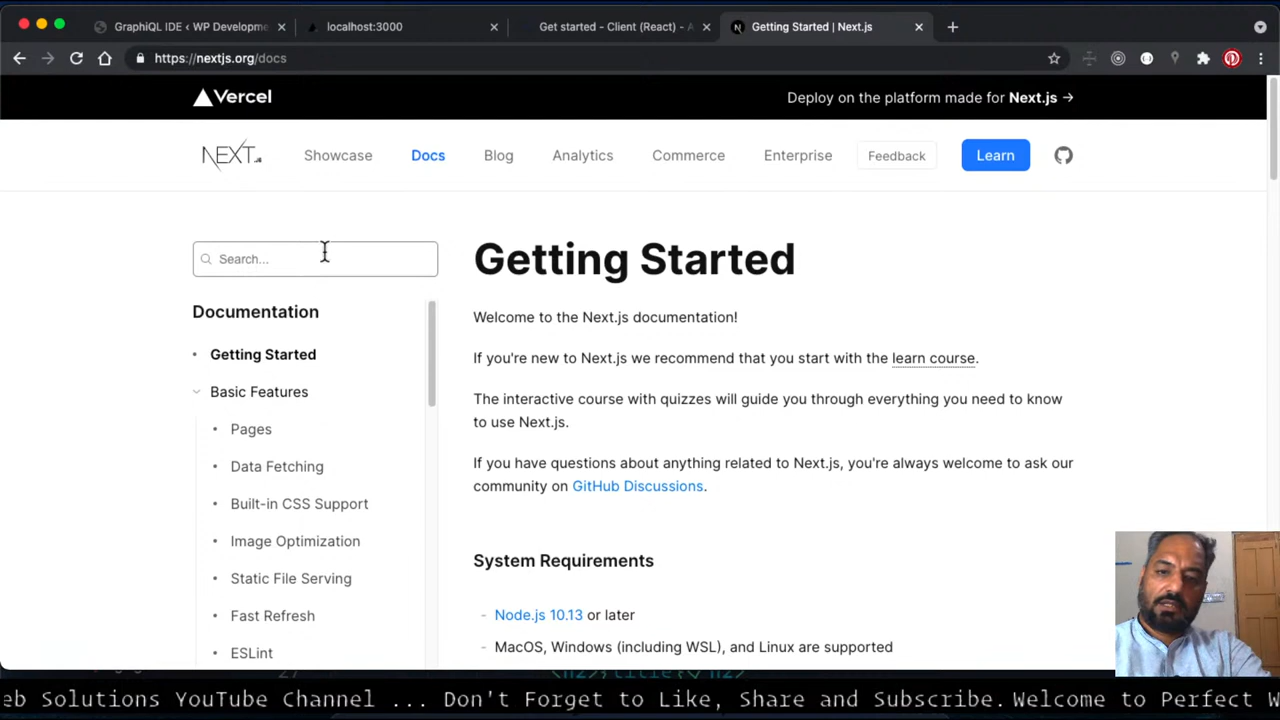 GraphiQL IDE ‹ WP Developme
localhost:3000
Get started - Client (React) - A
Getting Started | Next.js
https://nextjs.org/docs
Vercel
Deploy on the platform made for Next.js →
NEXT.JS
Showcase
Docs
Blog
Analytics
Commerce
Enterprise
Feedback
Learn
Search...
Documentation
Getting Started
Basic Features
Pages
Data Fetching
Built-in CSS Support
Image Optimization
Static File Serving
Fast Refresh
ESLint
Getting Started
Welcome to the Next.js documentation!
If you're new to Next.js we recommend that you start with the learn course.
The interactive course with quizzes will guide you through everything you need to know
to use Next.js.
If you have questions about anything related to Next.js, you're always welcome to ask our
community on GitHub Discussions.
System Requirements
- Node.js 10.13 or later
- MacOS, Windows (including WSL), and Linux are supported
eb Solutions YouTube Channel ... Don't Forget to Like, Share and Subscribe. Welcome to Perfect W